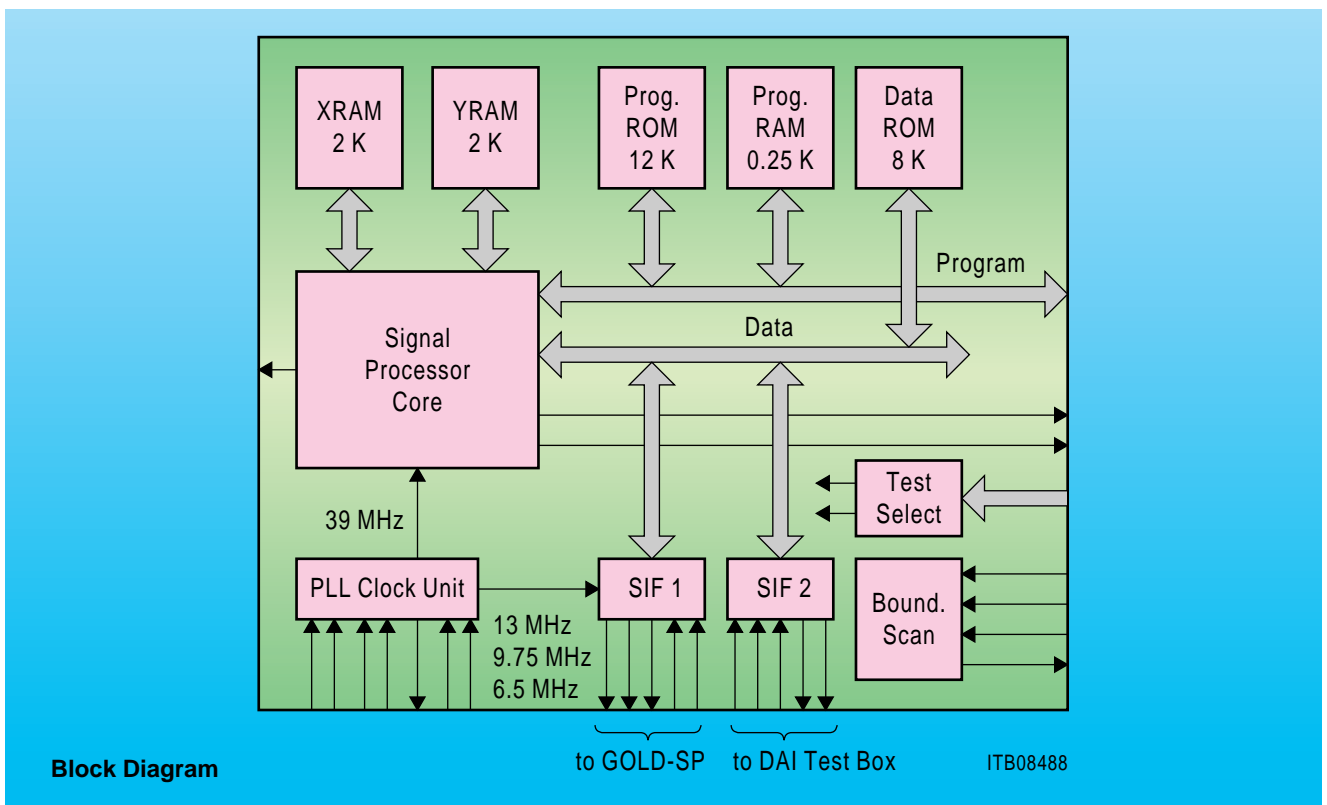 XRAM
2 K
YRAM
2 K
Prog.
ROM
12 K
Prog.
RAM
0.25 K
Data
ROM
8 K
Program
Data
Signal
Processor
Core
Test
Select
39 MHz
PLL Clock Unit
SIF 1
SIF 2
Bound.
Scan
13 MHz
9.75 MHz
6.5 MHz
to GOLD-SP
to DAI Test Box
ITB08488
Block Diagram